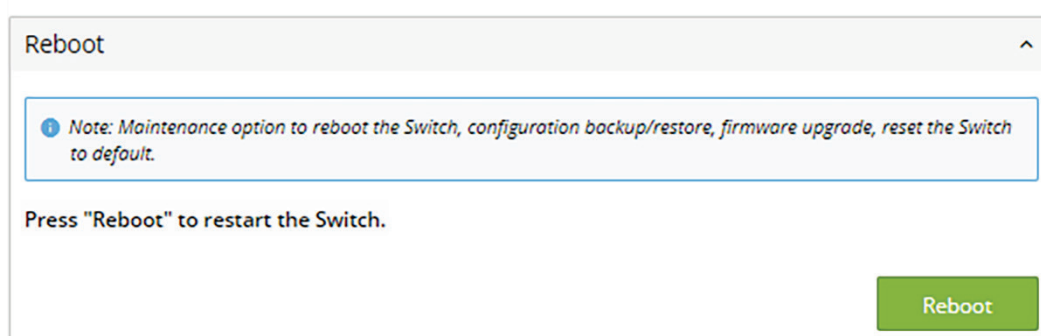 Reboot
Note: Maintenance option to reboot the Switch, configuration backup/restore, firmware upgrade, reset the Switch
to default.
Press "Reboot" to restart the Switch.
Reboot